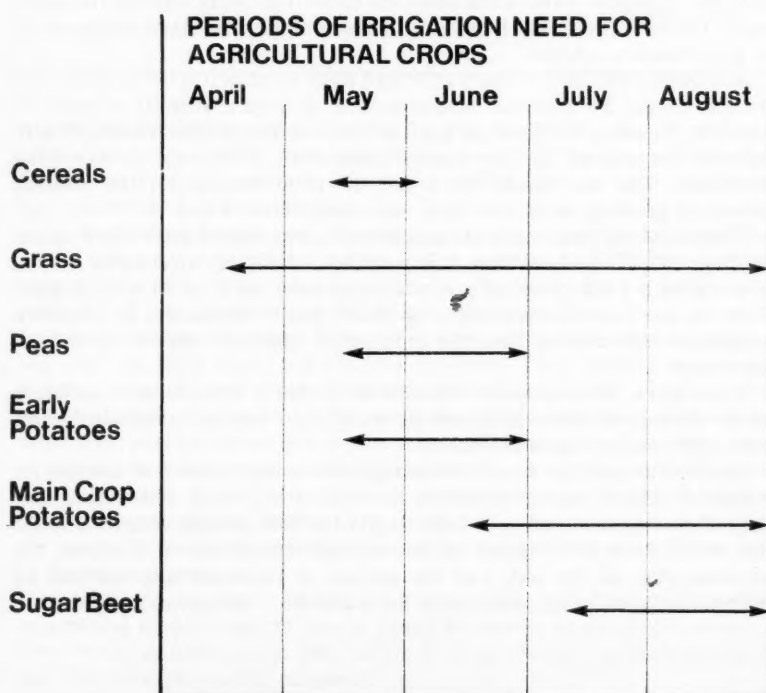 PERIODS OF IRRIGATION NEED FOR
AGRICULTURAL CROPS
April May June July August
Cereals
Grass
Peas
Early
Potatoes
Main Crop
Potatoes
Sugar Beet